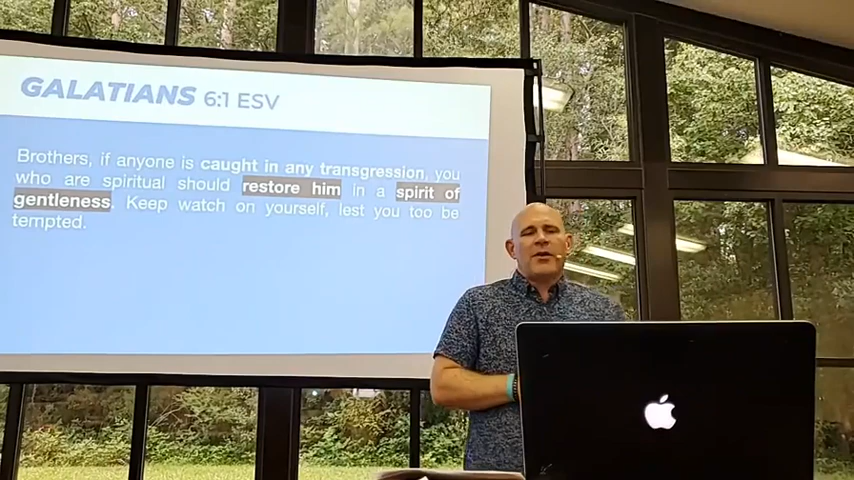 GALATIANS 6:1 ESV
Brothers, if anyone is caught in any transgression, you
who are spiritual should restore him in a spirit of
gentleness. Keep watch on yourself, lest you too be
tempted.